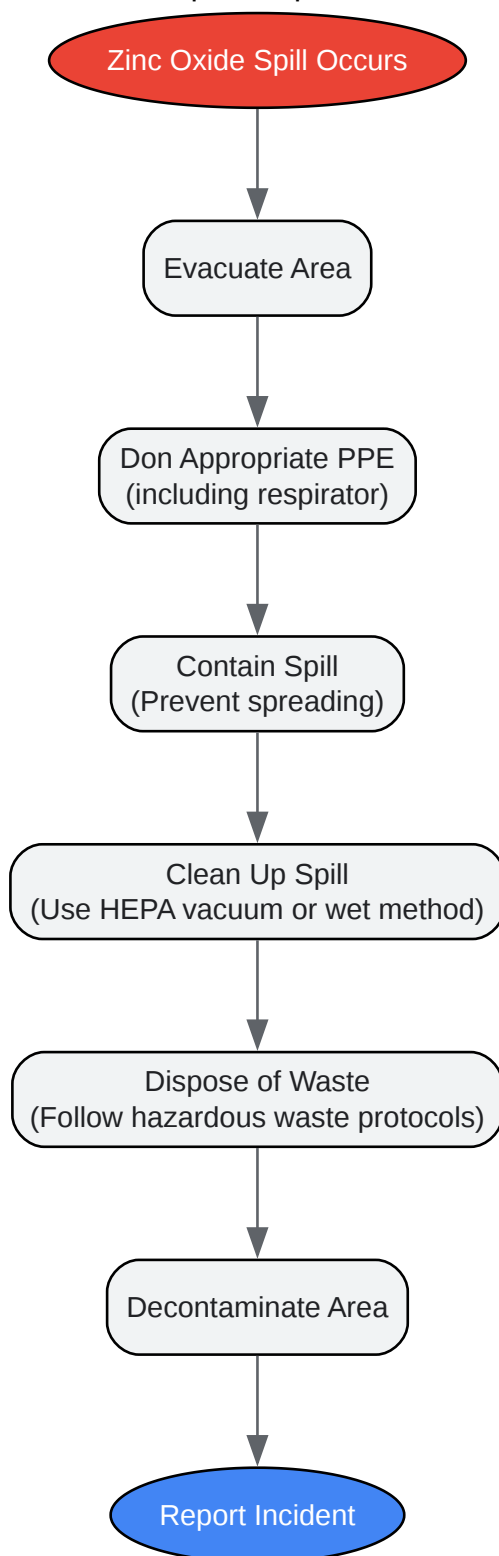 Zinc Oxide Spill Occurs
Evacuate Area
Don Appropriate PPE
(including respirator)
Contain Spill
(Prevent spreading)
Clean Up Spill
(Use HEPA vacuum or wet method)
Dispose of Waste
(Follow hazardous waste protocols)
Decontaminate Area
Report Incident